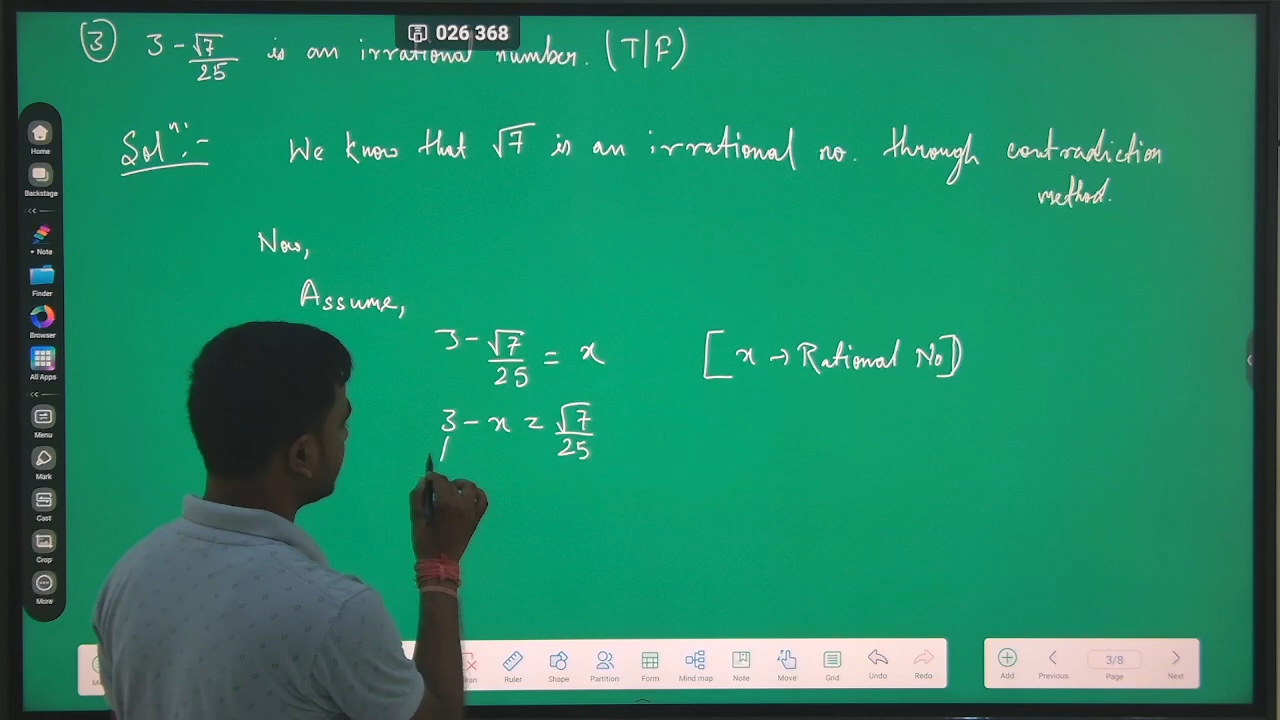 026 368
③ 3 - √7/25 is an irrational number. (T|F)
Solⁿ:- We know that √7 is an irrational no. through contradiction
method.
Now,
Assume,
3 - √7/25 = x [x → Rational No]
3 - x = √7/25
Home
Backstage
Note
Finder
Browser
All Apps
Menu
Mark
Cast
Crop
More
Ruler
Shape
Partition
Form
Mind map
Note
Move
Grid
Undo
Redo
Add
Previous
3/8
Page
Next